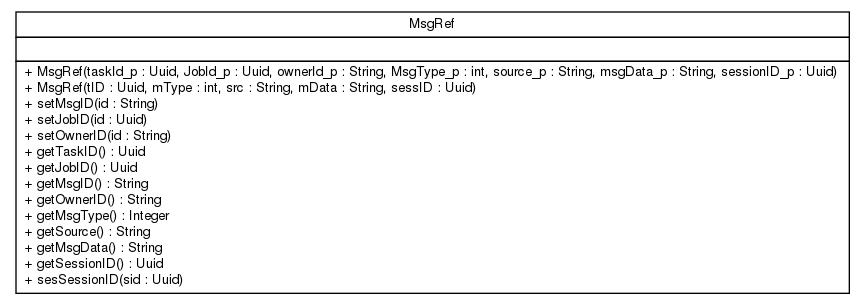 MsgRef
+ MsgRef(taskId_p : Uuid, JobId_p : Uuid, ownerId_p : String, MsgType_p : int, source_p : String, msgData_p : String, sessionID_p : Uuid)
+ MsgRef(tID : Uuid, mType : int, src : String, mData : String, sessID : Uuid)
+ setMsgID(id : String)
+ setJobID(id : Uuid)
+ setOwnerID(id : String)
+ getTaskID() : Uuid
+ getJobID() : Uuid
+ getMsgID() : String
+ getOwnerID() : String
+ getMsgType() : Integer
+ getSource() : String
+ getMsgData() : String
+ getSessionID() : Uuid
+ sesSessionID(sid : Uuid)